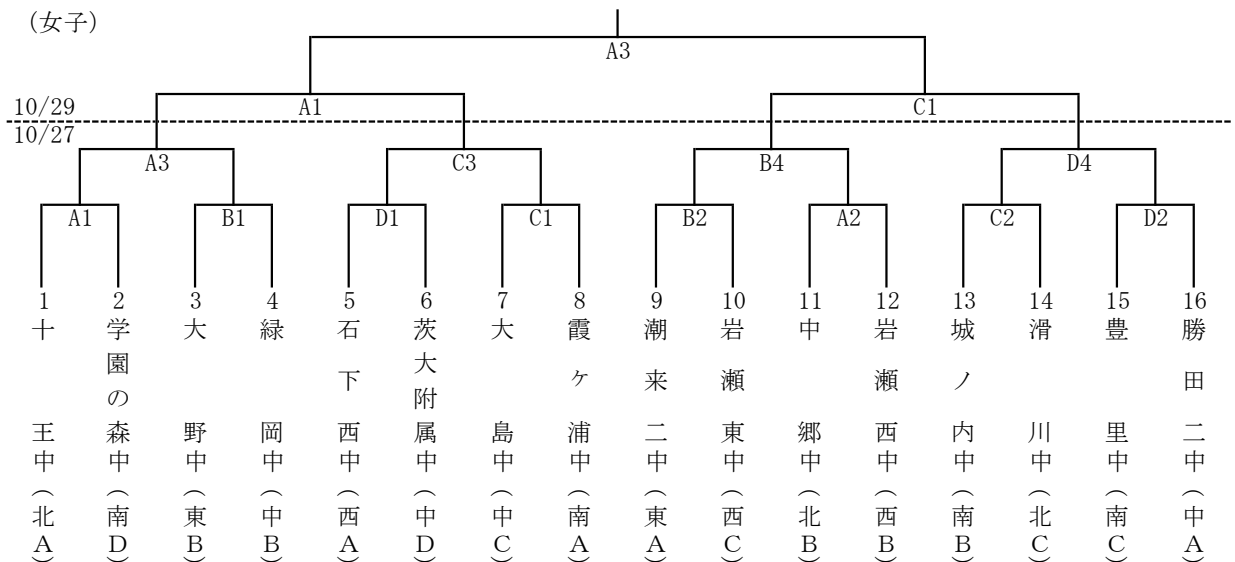 (女子)
A3
10/29
A1
C1
10/27
A3
C3
B4
D4
A1
B1
D1
C1
B2
A2
C2
D2
1
十王中(北A)
2
学園の森中(南D)
3
大野中(東B)
4
緑岡中(中B)
5
石下西中(西A)
6
茨大附属中(中D)
7
大島中(中C)
8
霞ケ浦中(南A)
9
潮来二中(東A)
10
岩瀬東中(西C)
11
中郷中(北B)
12
岩瀬西中(西B)
13
城ノ内中(南B)
14
滑川中(北C)
15
豊里中(南C)
16
勝田二中(中A)